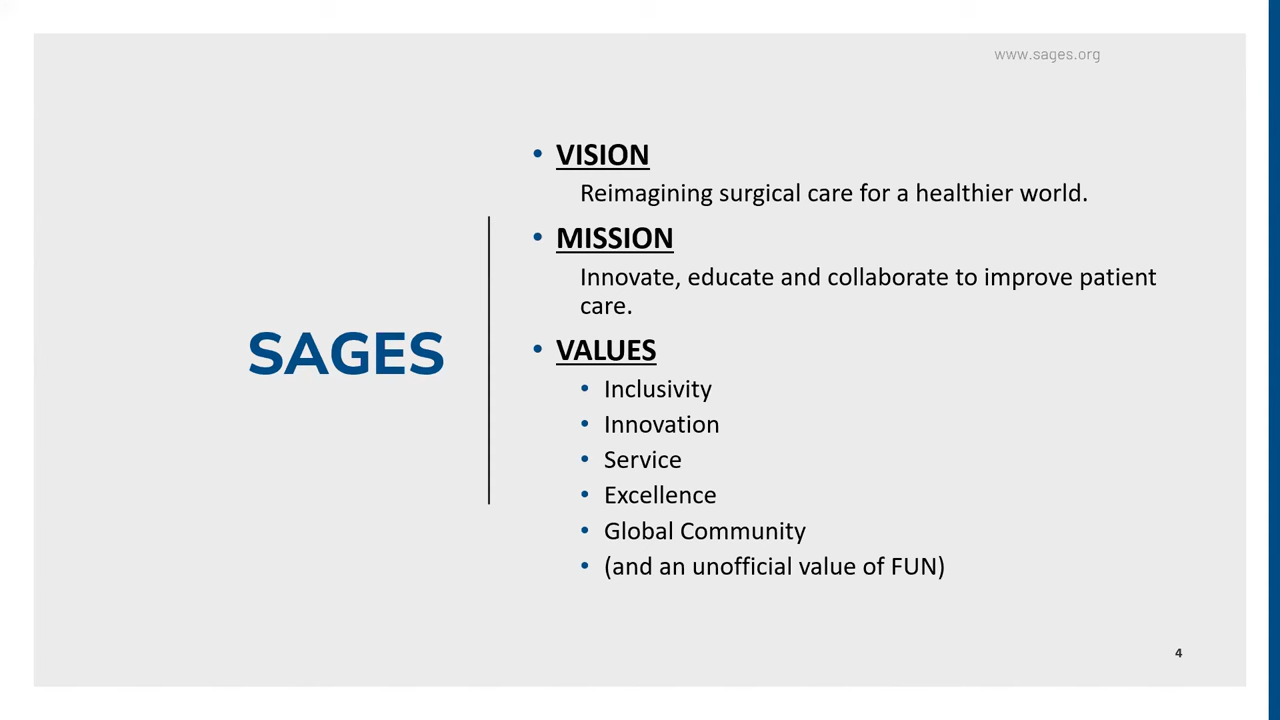 www.sages.org
SAGES
• VISION
Reimagining surgical care for a healthier world.
• MISSION
Innovate, educate and collaborate to improve patient
care.
• VALUES
• Inclusivity
• Innovation
• Service
• Excellence
• Global Community
• (and an unofficial value of FUN)
4